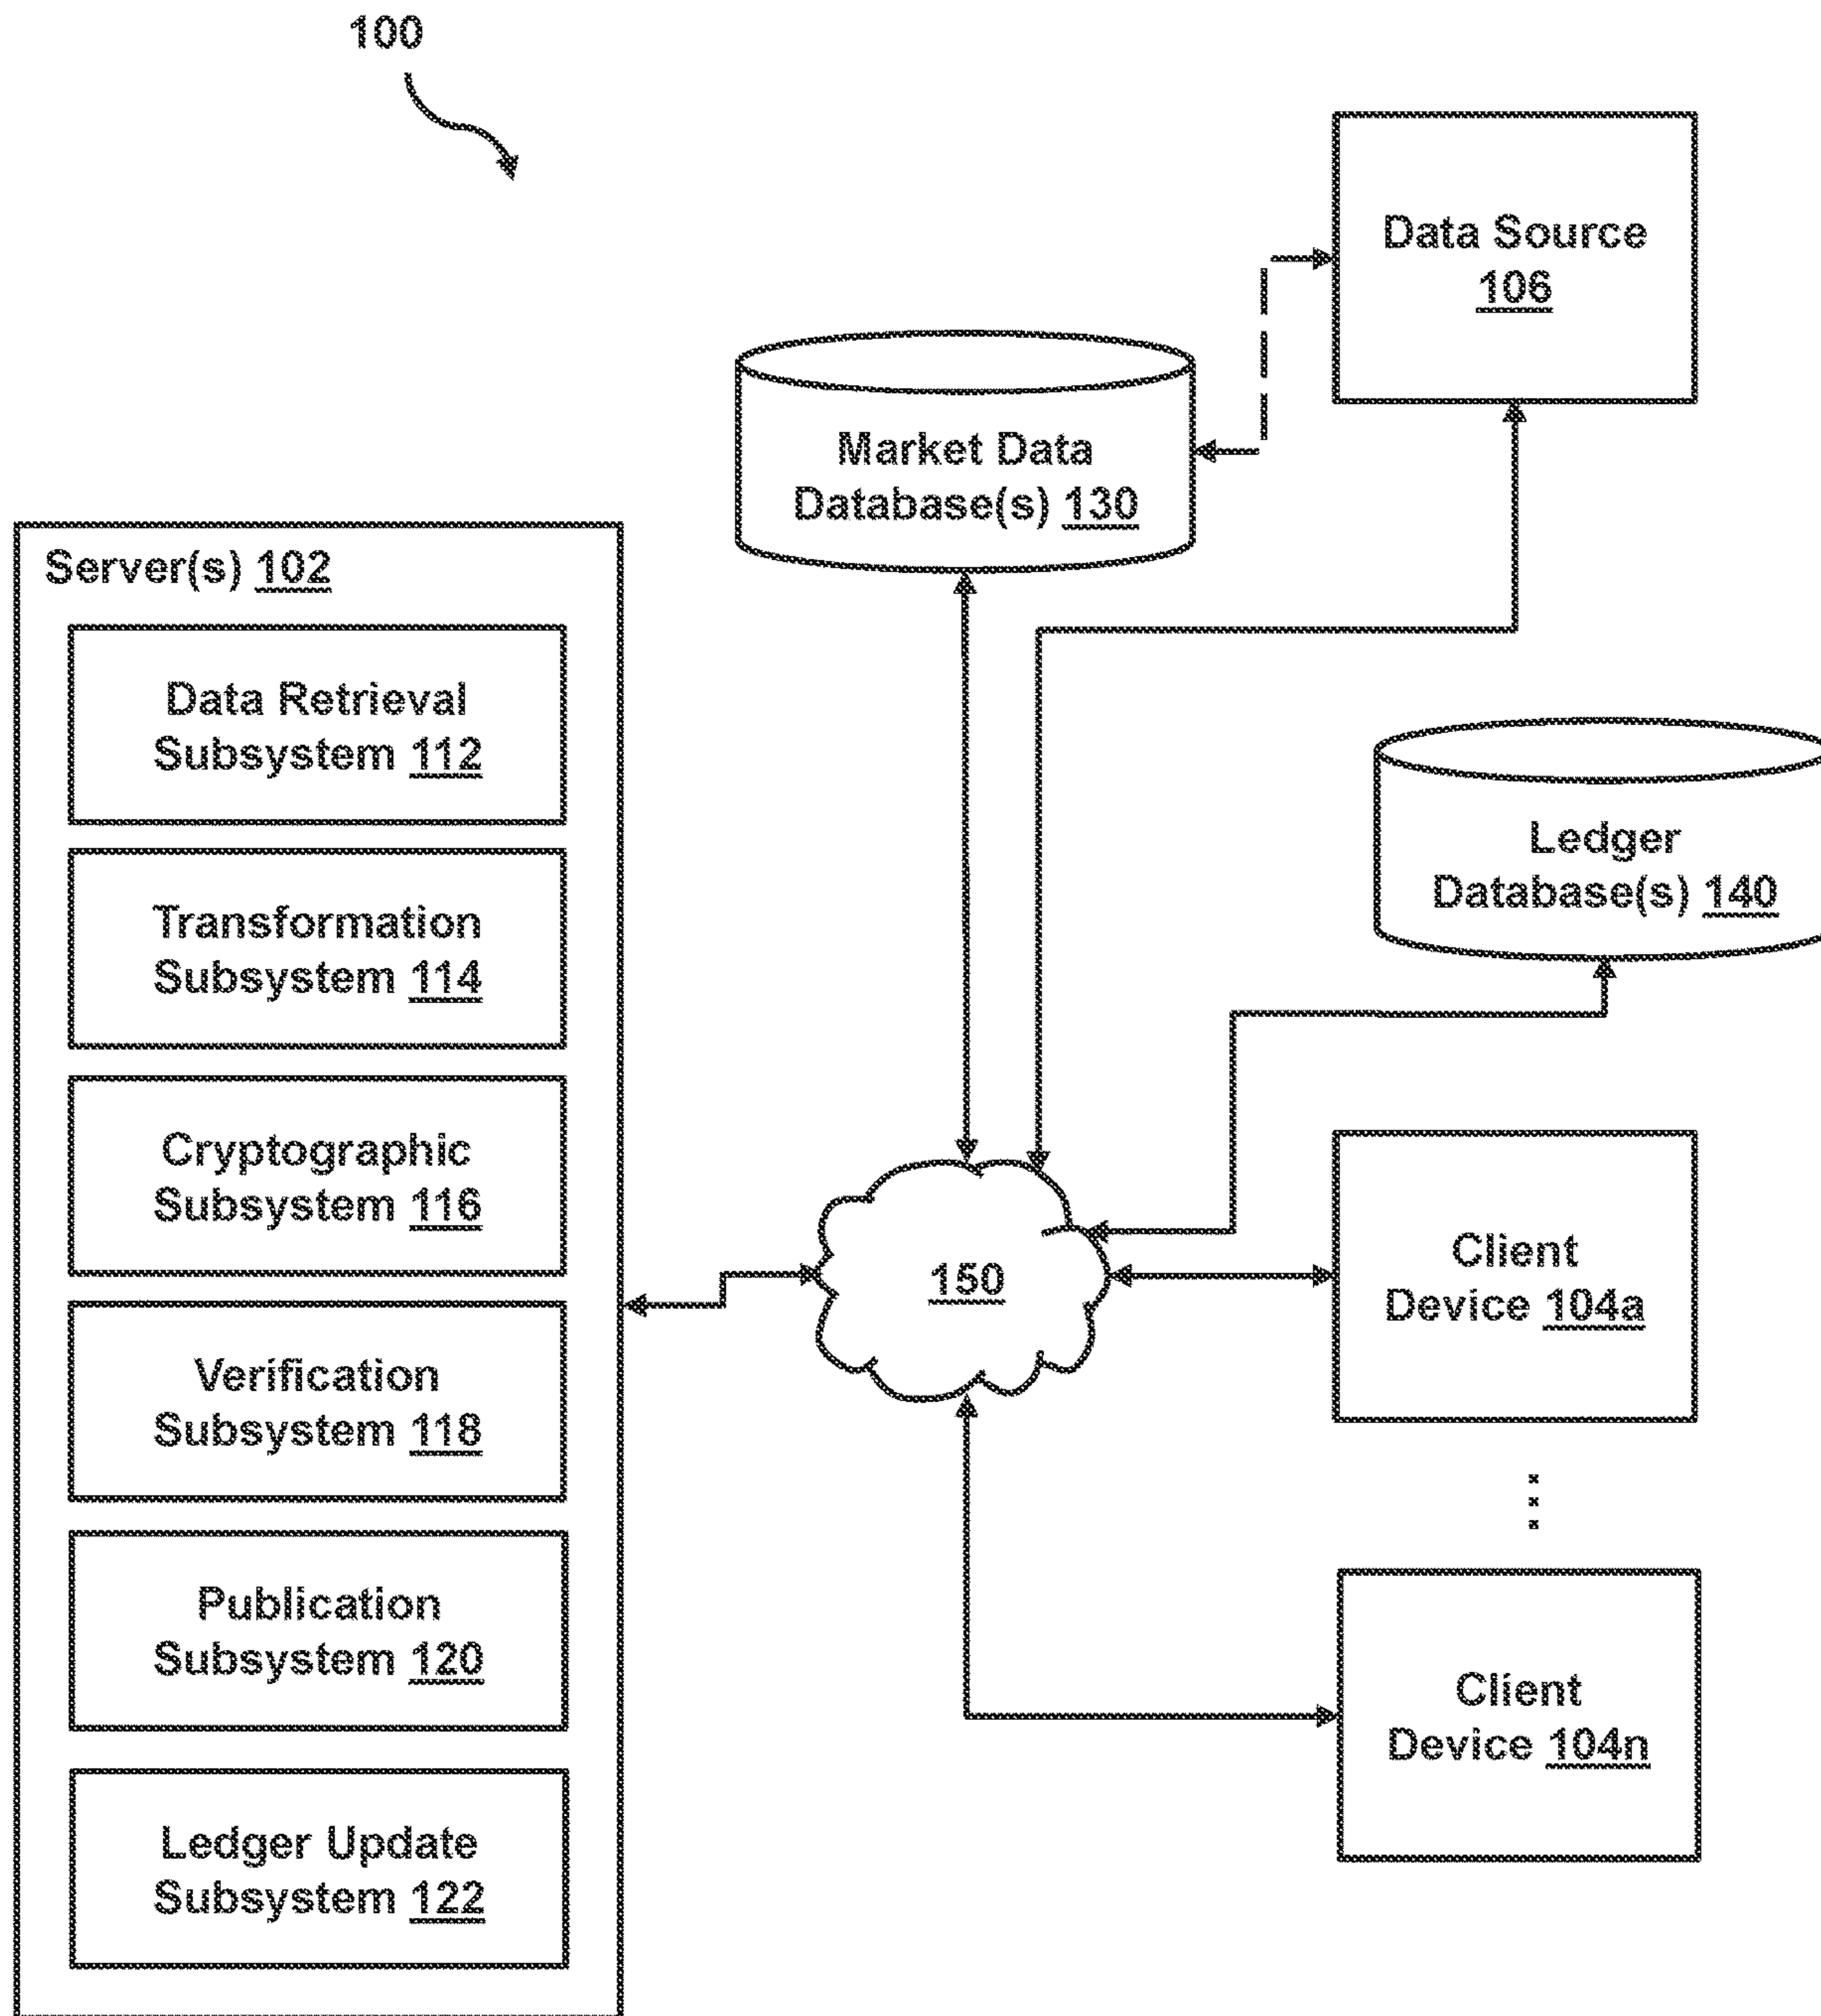 100
Data Source
106
Market Data
Database(s) 130
Server(s) 102
Data Retrieval
Subsystem 112
Transformation
Subsystem 114
Cryptographic
Subsystem 116
Verification
Subsystem 118
Publication
Subsystem 120
Ledger Update
Subsystem 122
Ledger
Database(s) 140
150
Client
Device 104a
Client
Device 104n